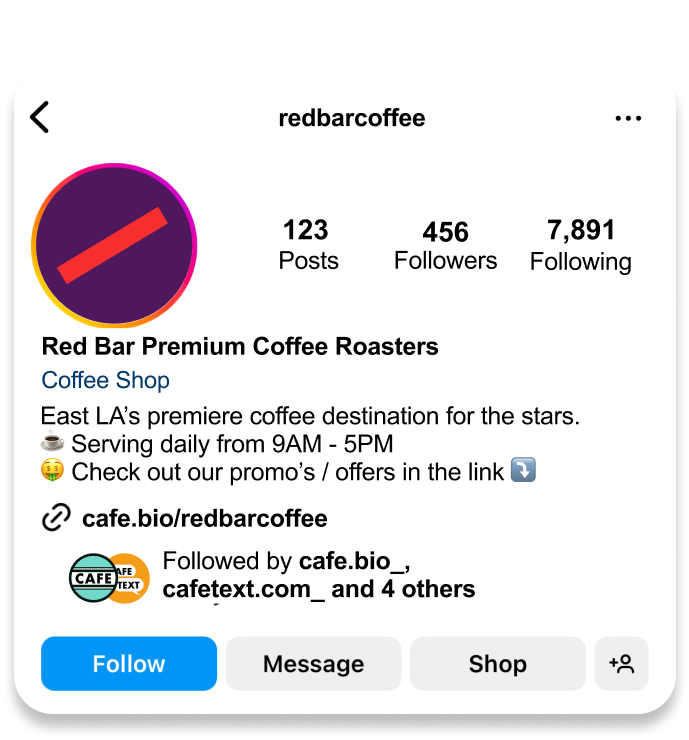 redbarcoffee
123 456 7,891
Posts Followers Following
Red Bar Premium Coffee Roasters
Coffee Shop
East LA’s premiere coffee destination for the stars.
☕ Serving daily from 9AM - 5PM
🤑 Check out our promo’s / offers in the link ⤵️
cafe.bio/redbarcoffee
CAFE
AFE
TEXT
Followed by cafe.bio_,
cafetext.com_ and 4 others
Follow Message Shop